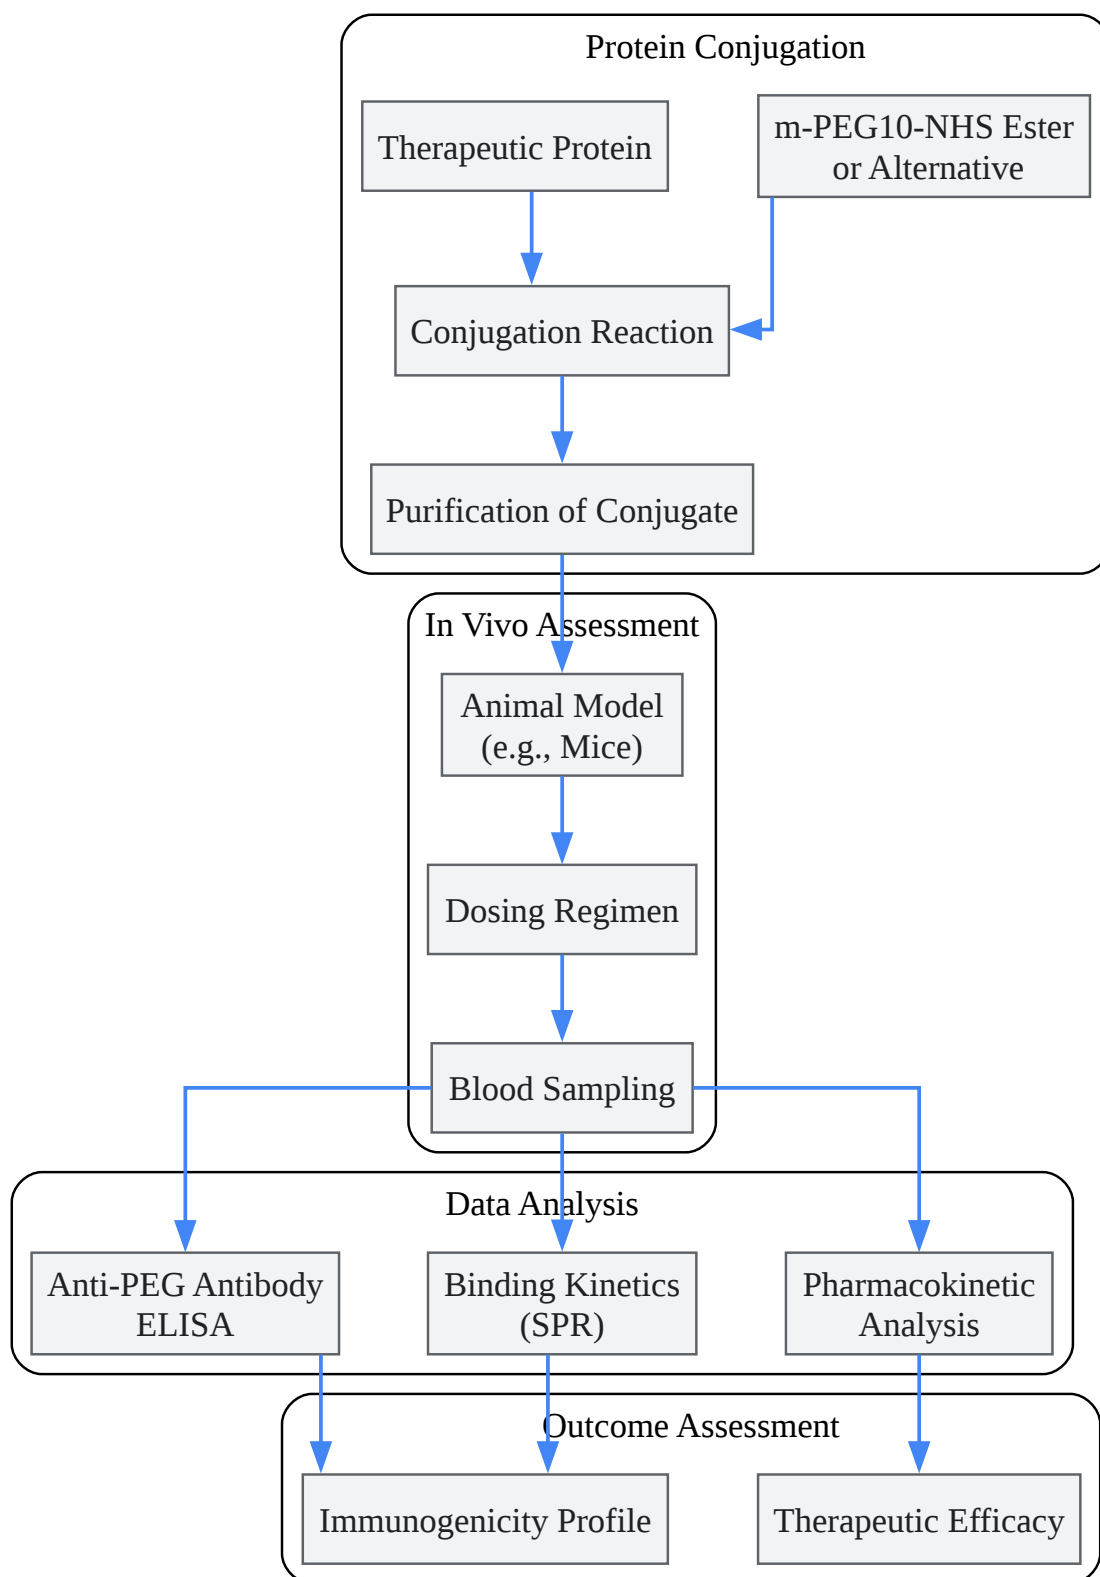 Protein Conjugation
Therapeutic Protein
m-PEG10-NHS Ester
or Alternative
Conjugation Reaction
Purification of Conjugate
In Vivo Assessment
Animal Model
(e.g., Mice)
Dosing Regimen
Blood Sampling
Data Analysis
Anti-PEG Antibody
ELISA
Binding Kinetics
(SPR)
Pharmacokinetic
Analysis
Outcome Assessment
Immunogenicity Profile
Therapeutic Efficacy